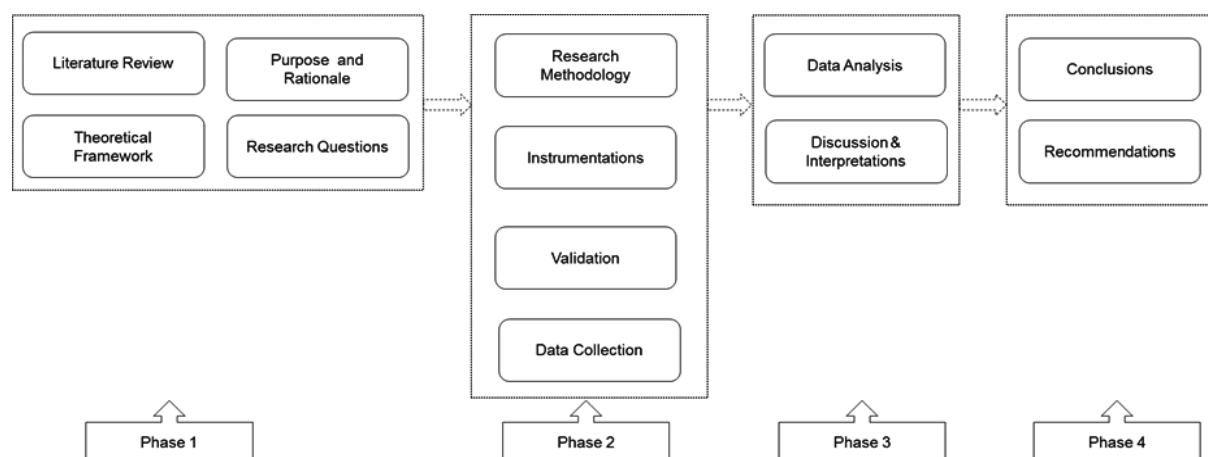 Literature Review
Purpose and
Rationale
Theoretical
Framework
Research Questions
Research
Methodology
Instrumentations
Validation
Data Collection
Data Analysis
Discussion &
Interpretations
Conclusions
Recommendations
Phase 1
Phase 2
Phase 3
Phase 4